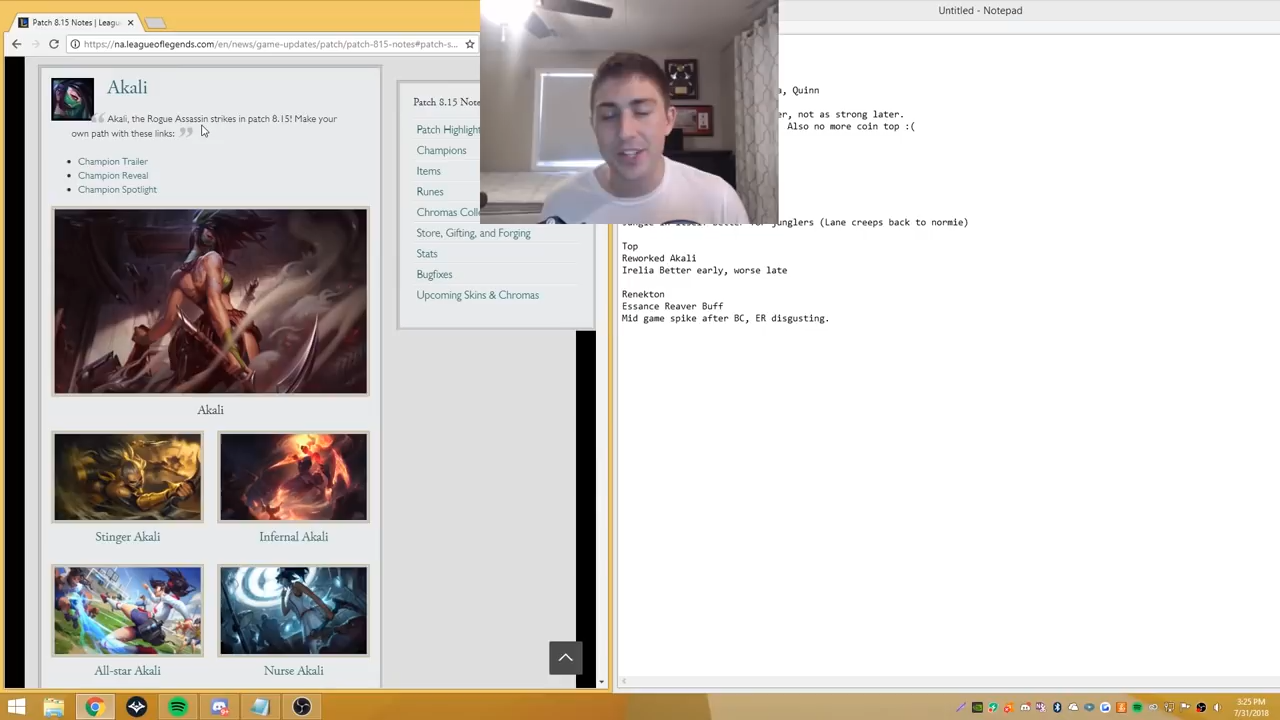 Patch 8.15 Notes | Leagu
Untitled - Notepad
https://na.leagueoflegends.com/en/news/game-updates/patch/patch-815-notes#patch-s...
Akali
Akali, the Rogue Assassin strikes in patch 8.15! Make your
own path with these links:
Champion Trailer
Champion Reveal
Champion Spotlight
Akali
Stinger Akali
Infernal Akali
All-star Akali
Nurse Akali
Patch 8.15 Note
Patch Highligh
Champions
Items
Runes
Chromas Coll
Store, Gifting, and Forging
Stats
Bugfixes
Upcoming Skins & Chromas
a, Quinn
er, not as strong later.
Also no more coin top :(
junglers (Lane creeps back to normie)
Top
Reworked Akali
Irelia Better early, worse late
Renekton
Essance Reaver Buff
Mid game spike after BC, ER disgusting.
3:25 PM
7/31/2018